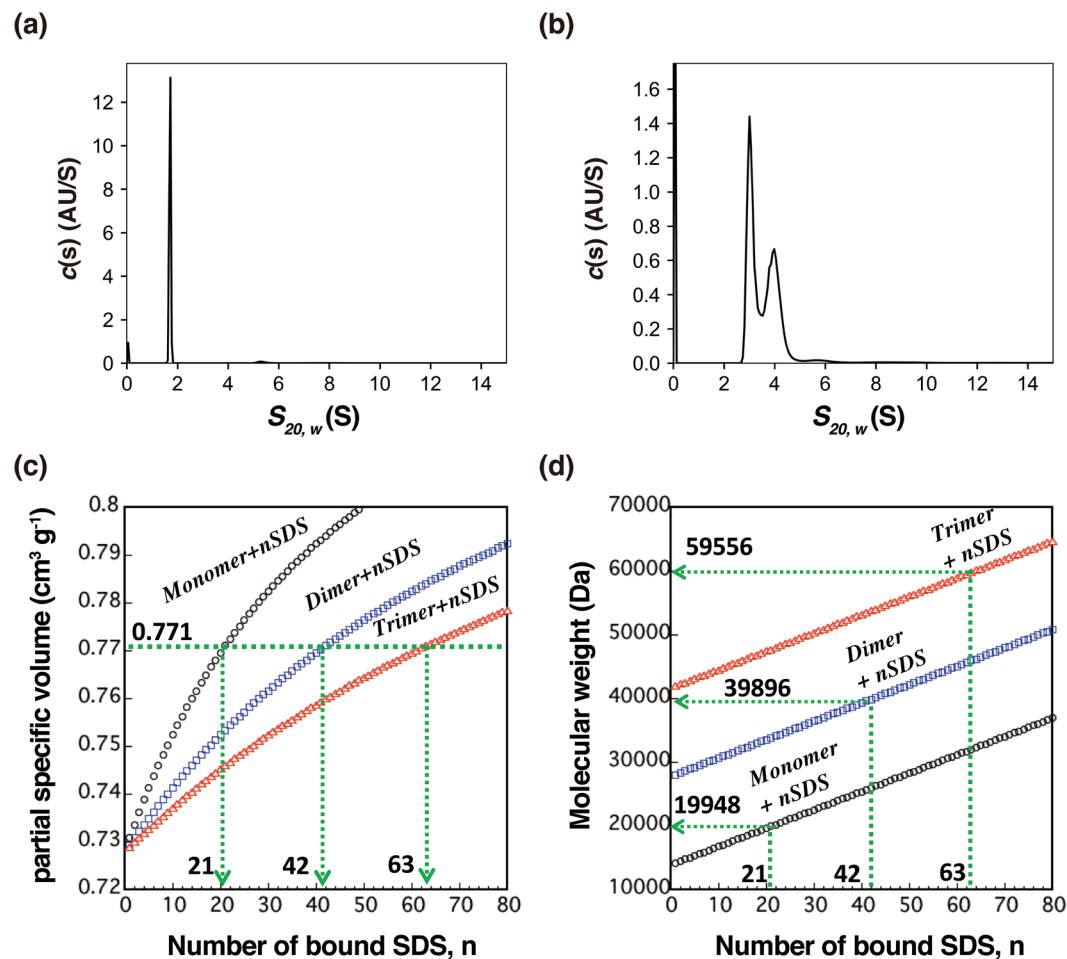 (a)
(b)
c(s) (AU/S)
12
10
8
6
4
2
0
0 2 4 6 8 10 12 14
S20, w (S)
c(s) (AU/S)
1.6
1.4
1.2
1.0
0.8
0.6
0.4
0.2
0.0
0 2 4 6 8 10 12 14
S20, w (S)
(c)
(d)
partial specific volume (cm3 g-1)
0.8
0.79
0.78
0.77
0.76
0.75
0.74
0.73
0.72
Monomer+nSDS
Dimer+nSDS
Trimer+nSDS
0.771
21
42
63
0 10 20 30 40 50 60 70 80
Number of bound SDS, n
Molecular weight (Da)
70000
60000
50000
40000
30000
20000
10000
Trimer
+ nSDS
59556
Dimer
+ nSDS
39896
Monomer
+ nSDS
19948
21
42
63
0 10 20 30 40 50 60 70 80
Number of bound SDS, n